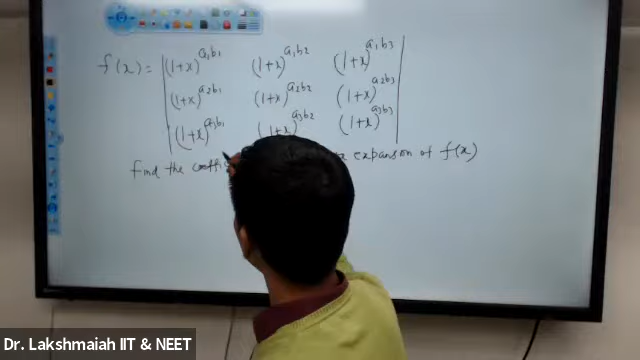 f(x) = | (1+x)^{a₁b₁} (1+x)^{a₁b₂} (1+x)^{a₁b₃} |
| (1+x)^{a₂b₁} (1+x)^{a₂b₂} (1+x)^{a₂b₃} |
| (1+x)^{a₃b₁} (1+x)^{a₃b₂} (1+x)^{a₃b₃} |
Find the expansion of f(x)
Dr. Lakshmaiah IIT & NEET